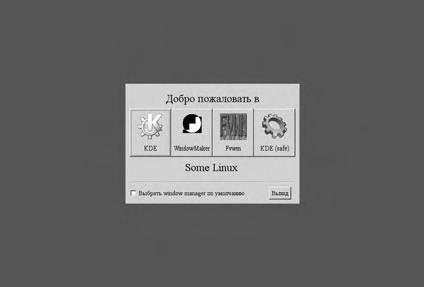 Добро пожаловать в
KDE WindowMaker Fvwm KDE (safe)
Some Linux
Выбрать window manager по умолчанию Выход